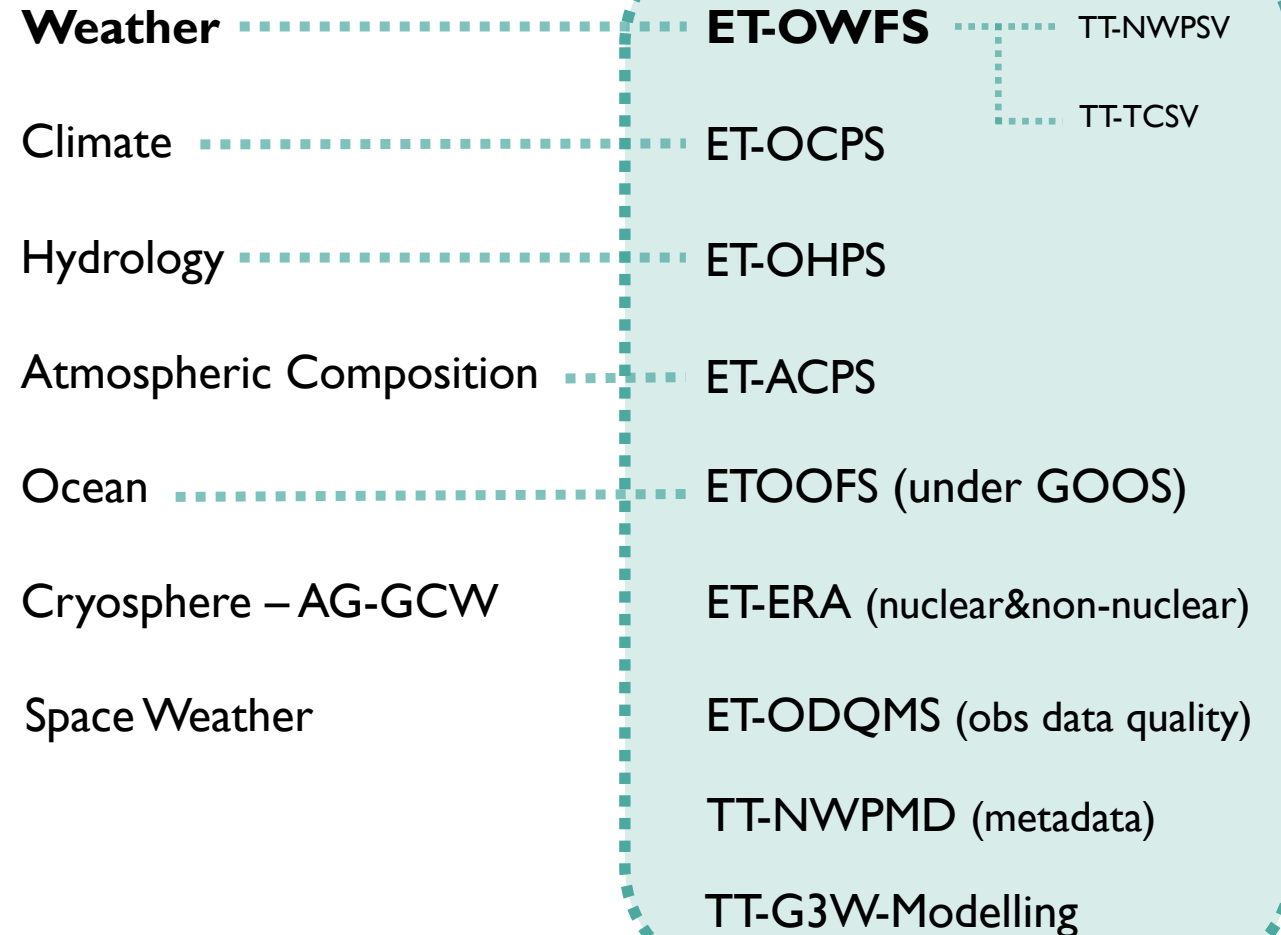 Weather ET-OWFS TT-NWPSV
TT-TCSV
Climate ET-OCPS
Hydrology ET-OHPS
Atmospheric Composition ET-ACPS
Ocean ETOOFS (under GOOS)
Cryosphere – AG-GCW ET-ERA (nuclear&non-nuclear)
Space Weather ET-ODQMS (obs data quality)
TT-NWPMD (metadata)
TT-G3W-Modelling